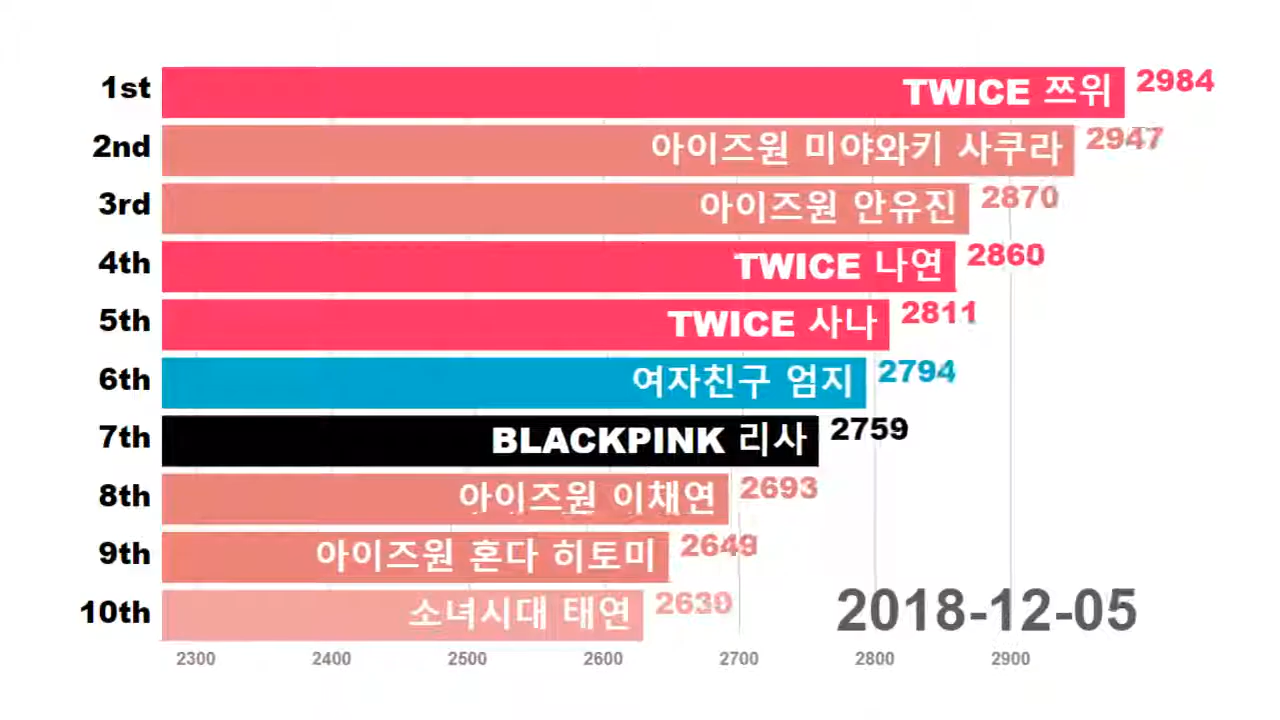 1st TWICE 쯔위 2984
2nd 아이즈원 미야와키 사쿠라 2947
3rd 아이즈원 안유진 2870
4th TWICE 나연 2860
5th TWICE 사나 2811
6th 여자친구 엄지 2794
7th BLACKPINK 리사 2759
8th 아이즈원 이채연 2693
9th 아이즈원 혼다 히토미 2649
10th 소녀시대 태연 2630
2018-12-05
2300 2400 2500 2600 2700 2800 2900